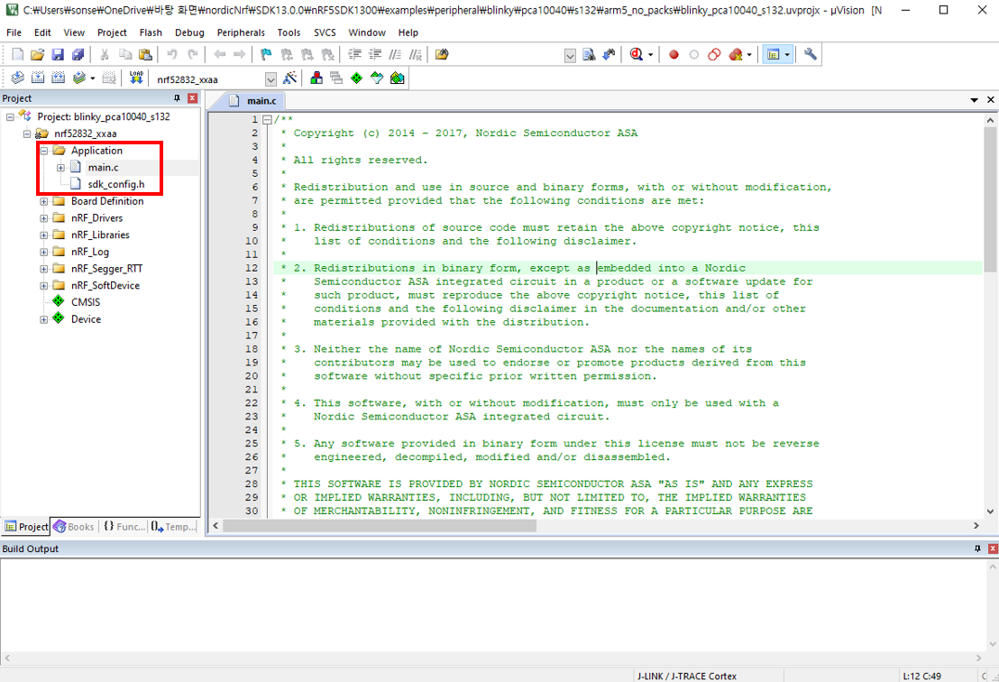 C:₩Users₩sonse₩OneDrive₩바탕 화면₩nordicNrf₩SDK13.0.0₩nRF5SDK1300₩examples₩peripheral₩blinky₩pca10040₩s132₩arm5_no_packs₩blinky_pca10040_s132.uvprojx - µVision [N
File Edit View Project Flash Debug Peripherals Tools SVCS Window Help
LOAD nrf52832_xxaa
Project
Project: blinky_pca10040_s132
nrf52832_xxaa
Application
main.c
sdk_config.h
Board Definition
nRF_Drivers
nRF_Libraries
nRF_Log
nRF_Segger_RTT
nRF_SoftDevice
CMSIS
Device
Project Books {} Func... Temp...
main.c
1 /**
2 * Copyright (c) 2014 - 2017, Nordic Semiconductor ASA
3 *
4 * All rights reserved.
5 *
6 * Redistribution and use in source and binary forms, with or without modification,
7 * are permitted provided that the following conditions are met:
8 *
9 * 1. Redistributions of source code must retain the above copyright notice, this
10 * list of conditions and the following disclaimer.
11 *
12 * 2. Redistributions in binary form, except as embedded into a Nordic
13 * Semiconductor ASA integrated circuit in a product or a software update for
14 * such product, must reproduce the above copyright notice, this list of
15 * conditions and the following disclaimer in the documentation and/or other
16 * materials provided with the distribution.
17 *
18 * 3. Neither the name of Nordic Semiconductor ASA nor the names of its
19 * contributors may be used to endorse or promote products derived from this
20 * software without specific prior written permission.
21 *
22 * 4. This software, with or without modification, must only be used with a
23 * Nordic Semiconductor ASA integrated circuit.
24 *
25 * 5. Any software provided in binary form under this license must not be reverse
26 * engineered, decompiled, modified and/or disassembled.
27 *
28 * THIS SOFTWARE IS PROVIDED BY NORDIC SEMICONDUCTOR ASA "AS IS" AND ANY EXPRESS
29 * OR IMPLIED WARRANTIES, INCLUDING, BUT NOT LIMITED TO, THE IMPLIED WARRANTIES
30 * OF MERCHANTABILITY, NONINFRINGEMENT, AND FITNESS FOR A PARTICULAR PURPOSE ARE
Build Output
J-LINK / J-TRACE Cortex L:12 C:49